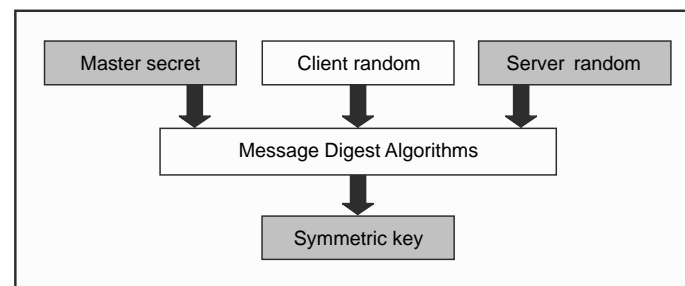 Master secret
Client random
Server random
Message Digest Algorithms
Symmetric key